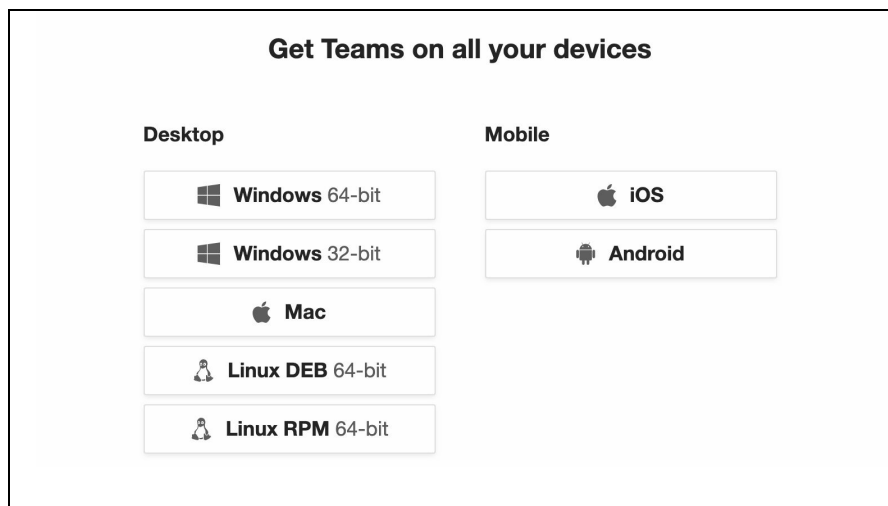 Get Teams on all your devices
Desktop
Windows 64-bit
Windows 32-bit
Mac
Linux DEB 64-bit
Linux RPM 64-bit
Mobile
iOS
Android